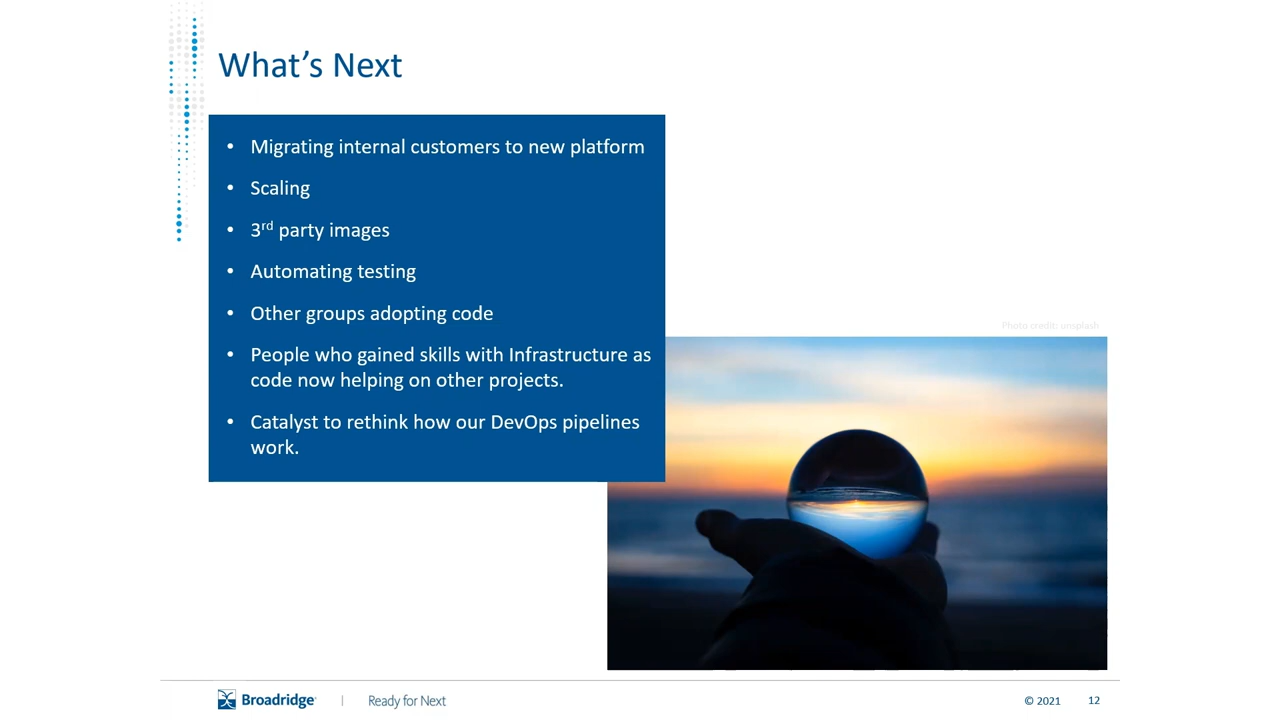 What’s Next
• Migrating internal customers to new platform
• Scaling
• 3rd party images
• Automating testing
• Other groups adopting code
• People who gained skills with Infrastructure as
code now helping on other projects.
• Catalyst to rethink how our DevOps pipelines
work.
Photo credit: unsplash
Broadridge
Ready for Next
© 2021
12